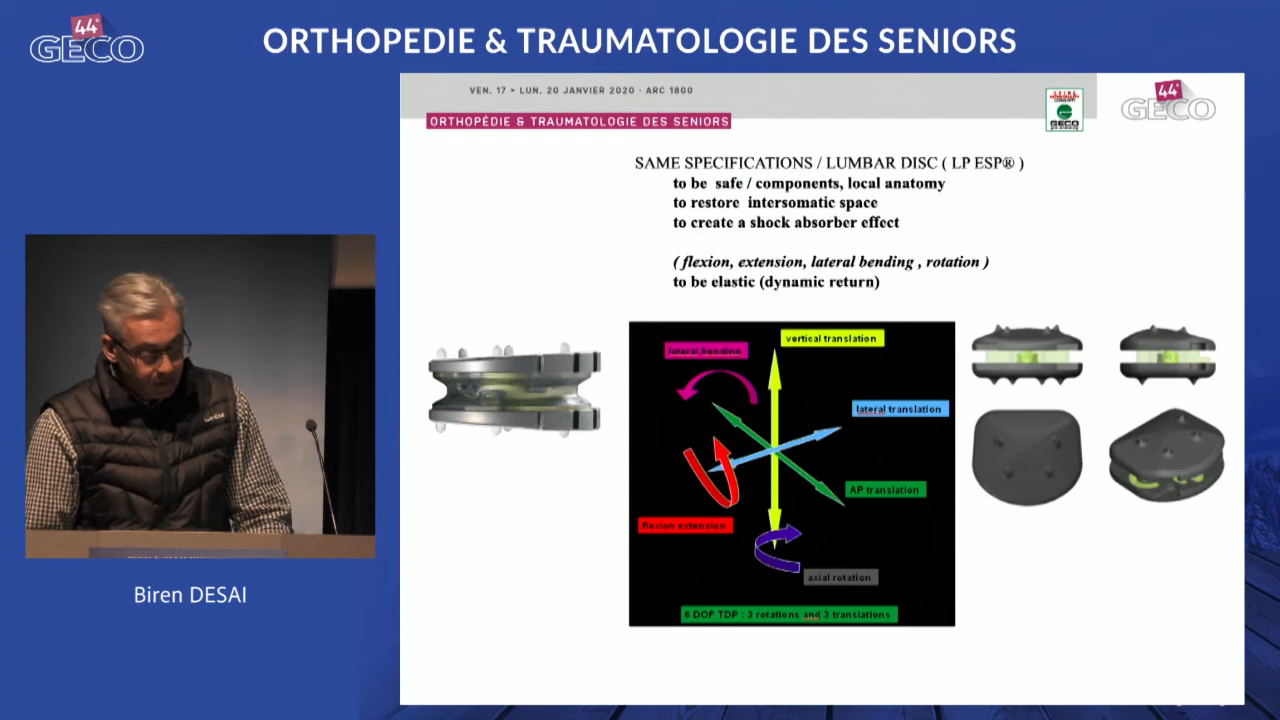 44e
GECO
ORTHOPEDIE & TRAUMATOLOGIE DES SENIORS
VEN. 17 > LUN. 20 JANVIER 2020 · ARC 1800
ORTHOPÉDIE & TRAUMATOLOGIE DES SENIORS
GECO
44e
GECO
SAME SPECIFICATIONS / LUMBAR DISC ( LP ESP® )
to be safe / components, local anatomy
to restore intersomatic space
to create a shock absorber effect
( flexion, extension, lateral bending , rotation )
to be elastic (dynamic return)
lateral bending
vertical translation
lateral translation
AP translation
flexion extension
axial rotation
6 DOF TDP : 3 rotations and 3 translations
Biren DESAI